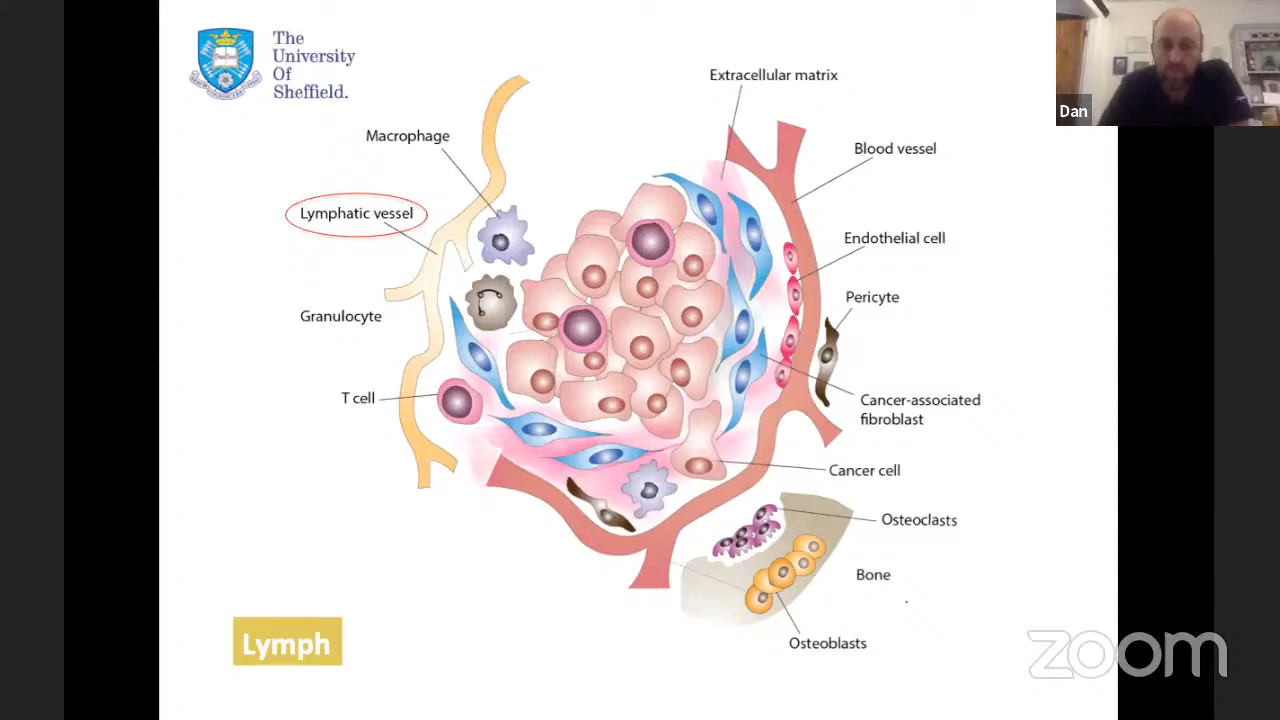 The
University
Of
Sheffield.
Extracellular matrix
Macrophage
Blood vessel
Lymphatic vessel
Endothelial cell
Pericyte
Granulocyte
T cell
Cancer-associated
fibroblast
Cancer cell
Osteoclasts
Bone
Osteoblasts
Lymph
Dan
zoom